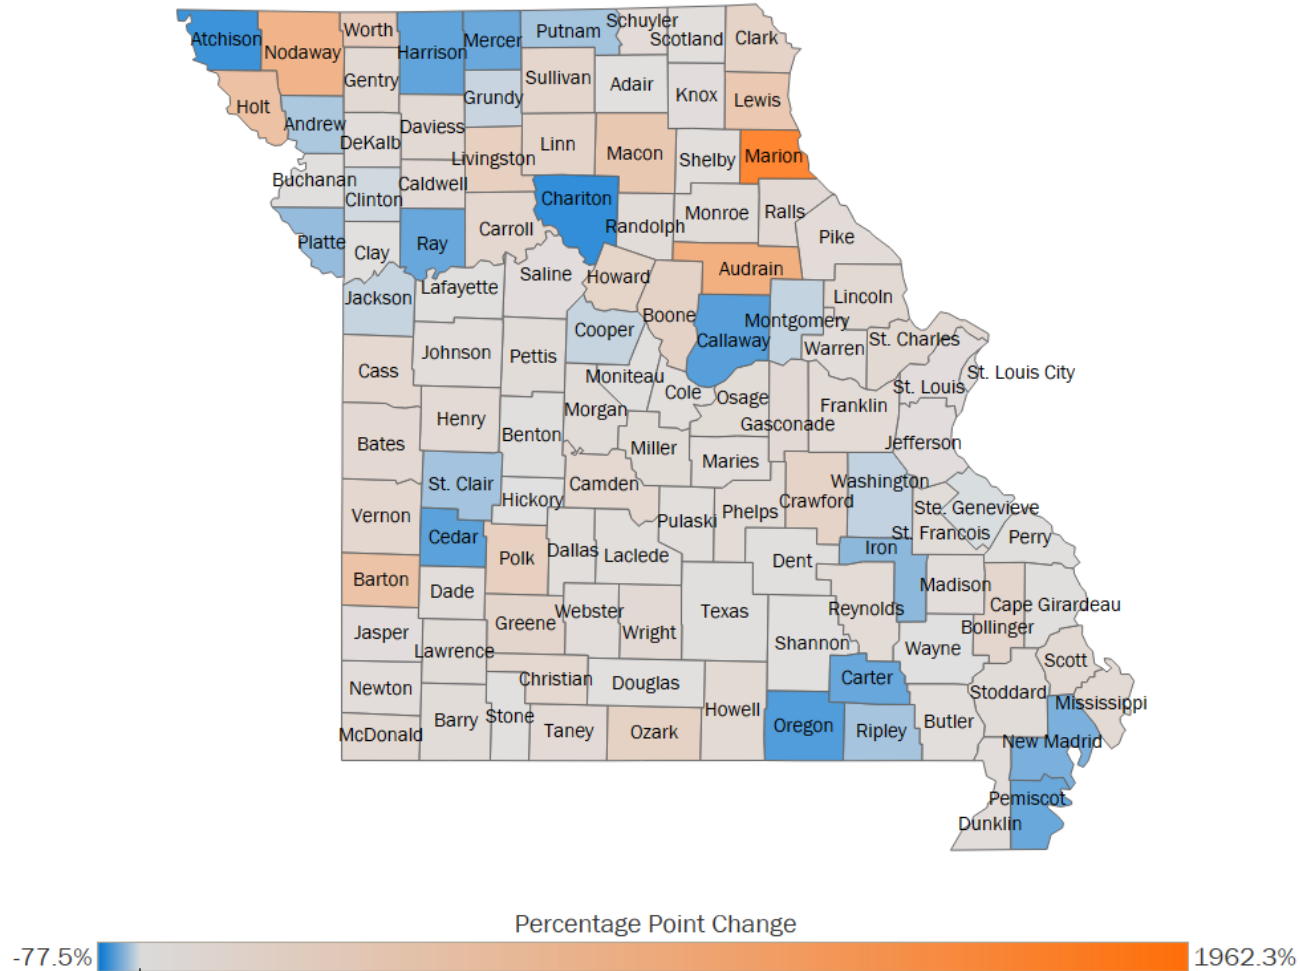 Schuyler
Atchison
Nodaway
Worth
Harrison
Mercer
Putnam
Scotland
Clark
Gentry
Sullivan
Adair
Knox
Lewis
Holt
Grundy
Andrew
DeKalb
Daviess
Livingston
Linn
Macon
Shelby
Marion
Buchanan
Clinton
Caldwell
Chariton
Randolph
Monroe
Ralls
Platte
Clay
Ray
Carroll
Pike
Jackson
Lafayette
Saline
Howard
Audrain
Lincoln
Boone
Cooper
Callaway
Montgomery
Warren
St. Charles
Cass
Johnson
Pettis
Moniteau
Cole
Osage
St. Louis City
St. Louis
Bates
Henry
Benton
Morgan
Miller
Gasconade
Franklin
Jefferson
Maries
St. Clair
Hickory
Camden
Pulaski
Phelps
Crawford
Washington
Ste. Genevieve
Vernon
Cedar
Polk
Dallas
Laclede
Dent
Iron
St. Francois
Perry
Barton
Dade
Webster
Wright
Texas
Reynolds
Madison
Cape Girardeau
Jasper
Lawrence
Greene
Shannon
Wayne
Bollinger
Scott
Newton
Christian
Douglas
Carter
Stoddard
Mississippi
McDonald
Barry
Stone
Taney
Ozark
Howell
Oregon
Ripley
Butler
New Madrid
Pemiscot
Dunklin
Percentage Point Change
-77.5%
1962.3%